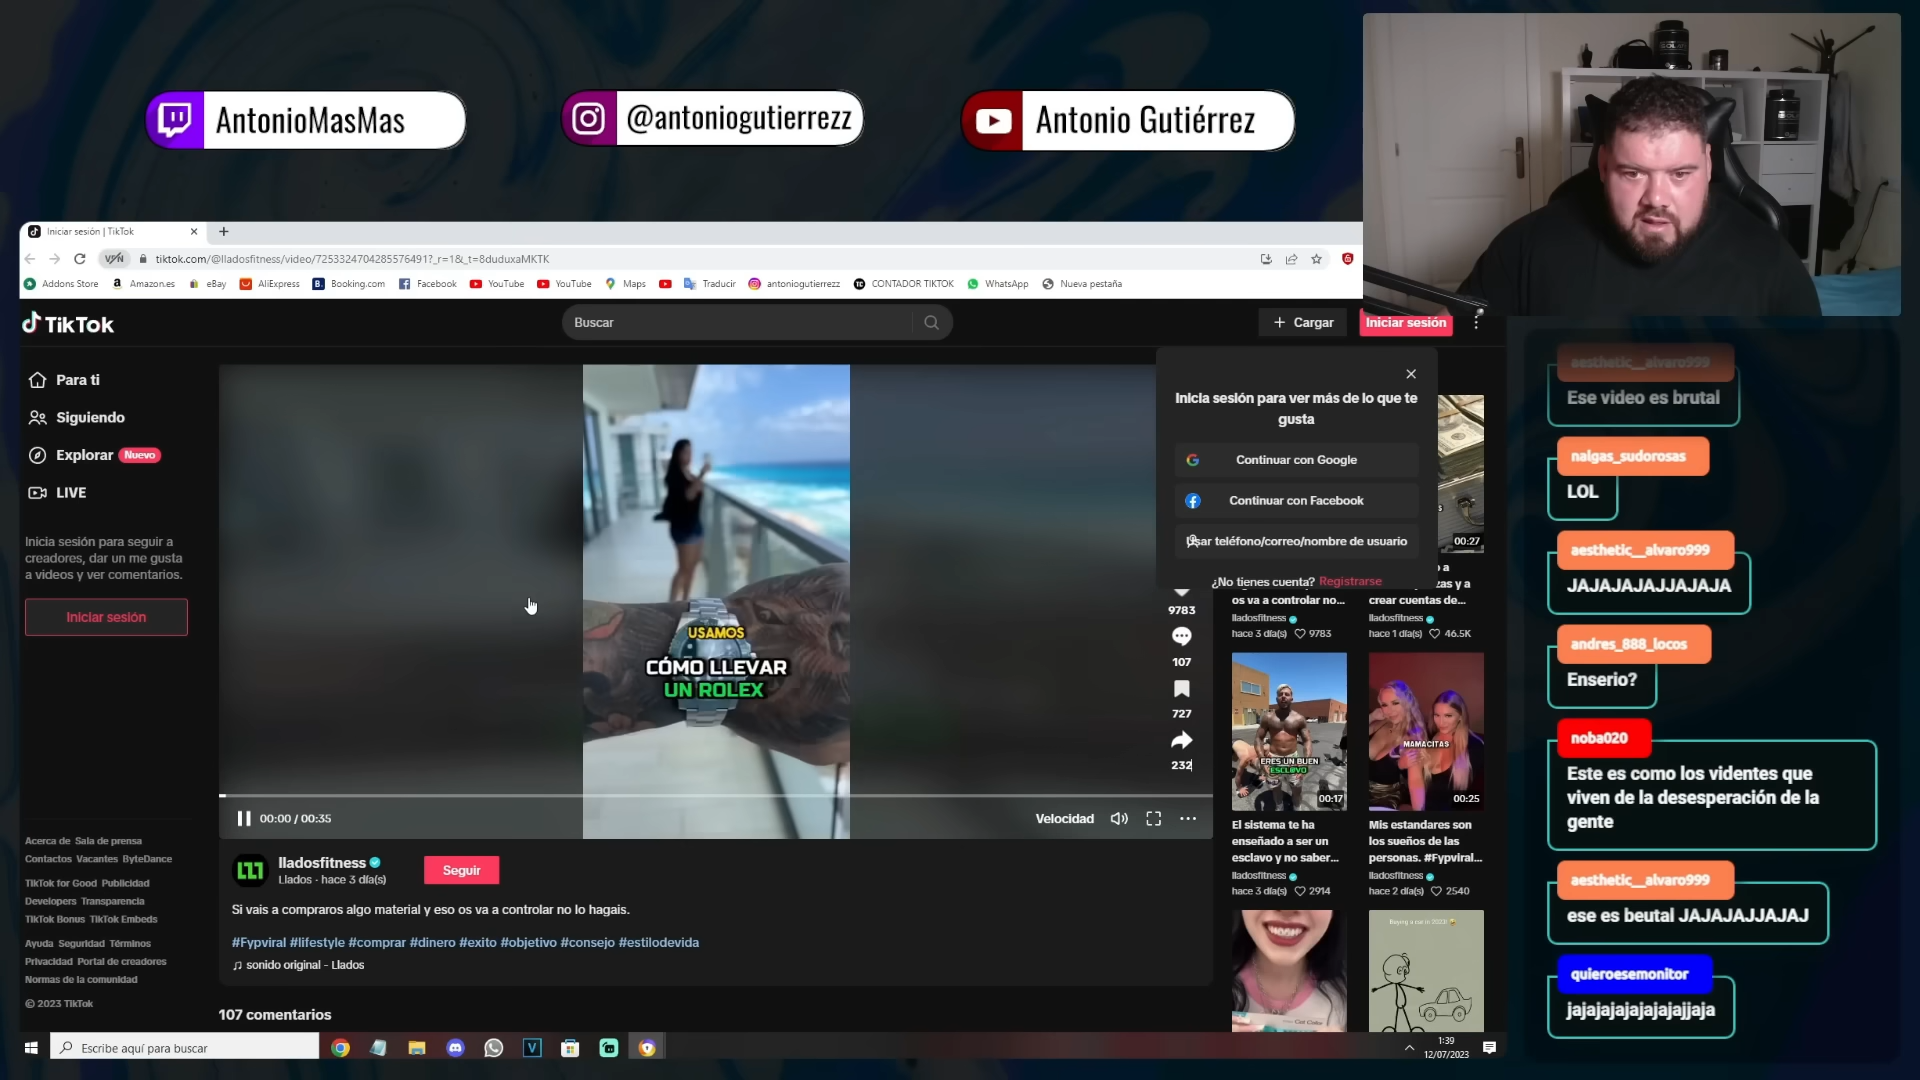 AntonioMasMas
@antoniogutierrezz
Antonio Gutiérrez
Iniciar sesión | TikTok
tiktok.com/@lladosfitness/video/7253324704285576491?_r=1&_t=8duduxaMKTK
Addons Store
Amazon.es
eBay
AliExpress
Booking.com
Facebook
YouTube
YouTube
Maps
Traducir
antoniogutierrezz
CONTADOR TIKTOK
WhatsApp
Nueva pestaña
TikTok
Buscar
Cargar
Iniciar sesión
Para ti
Siguiendo
Explorar Nuevo
LIVE
Inicia sesión para seguir a
creadores, dar un me gusta
a videos y ver comentarios.
Iniciar sesión
Acerca de Sala de prensa
Contactos Vacantes ByteDance
TikTok for Good Publicidad
Developers Transparencia
TikTok Bonus TikTok Embeds
Ayuda Seguridad Términos
Privacidad Portal de creadores
Normas de la comunidad
© 2023 TikTok
USAMOS
CÓMO LLEVAR
UN ROLEX
00:00 / 00:35
Velocidad
9783
107
727
232
lladosfitness
Llados · hace 3 día(s)
Seguir
Si vais a compraros algo material y eso os va a controlar no lo hagais.
#Fypviral #lifestyle #comprar #dinero #exito #objetivo #consejo #estilodevida
sonido original - Llados
107 comentarios
Inicia sesión para ver más de lo que te
gusta
Continuar con Google
Continuar con Facebook
Usar teléfono/correo/nombre de usuario
¿No tienes cuenta? Registrarse
os va a controlar no...
lladosfitness
hace 3 día(s) 9783
00:27
crear cuentas de...
lladosfitness
hace 1 día(s) 46.5K
ERES UN BUEN
ESCLAVO
00:17
El sistema te ha
enseñado a ser un
esclavo y no saber...
lladosfitness
hace 3 día(s) 2914
MAMACITAS
00:25
Mis estandares son
los sueños de las
personas. #Fypviral...
lladosfitness
hace 2 día(s) 2540
Escribe aquí para buscar
1:39
12/07/2023
aesthetic__alvaro999
Ese video es brutal
nalgas_sudorosas
LOL
aesthetic__alvaro999
JAJAJAJAJJAJAJA
andres_888_locos
Enserio?
noba020
Este es como los videntes que
viven de la desesperación de la
gente
aesthetic__alvaro999
ese es beutal JAJAJAJJAJAJ
quieroesemonitor
jajajajajajajajjaja